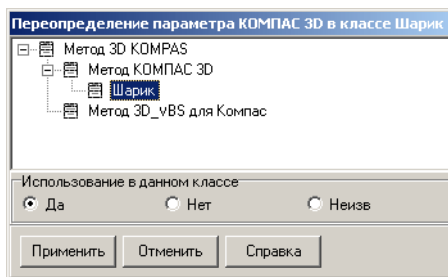 Переопределение параметра КОМПАС 3D в классе Шарик
Метод 3D KOMPAS
Метод КОМПАС 3D
Шарик
Метод 3D_vBS для Компас
Использование в данном классе
Да Нет Неизв
Применить Отменить Справка